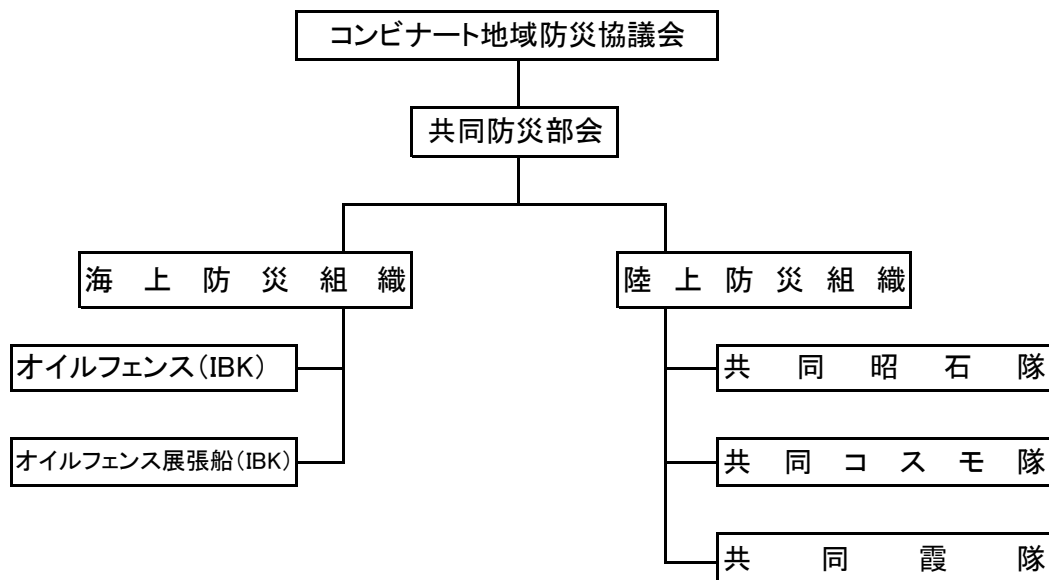 コンビナート地域防災協議会
共同防災部会
海上防災組織
陸上防災組織
オイルフェンス(IBK)
共同昭石隊
オイルフェンス展張船(IBK)
共同コスモ隊
共同霞隊